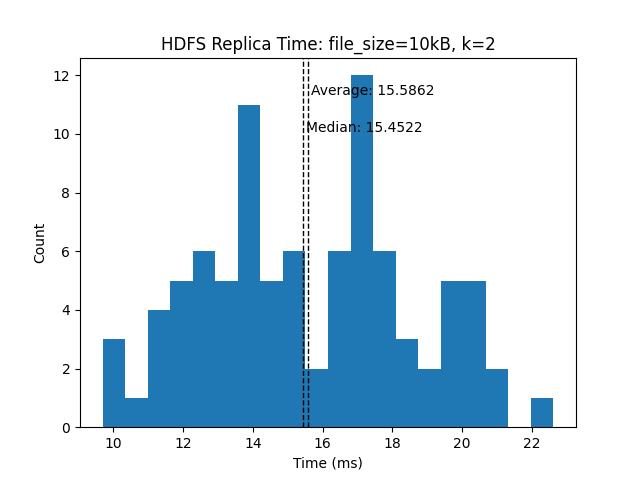 HDFS Replica Time: file_size=10kB, k=2
12
10
8
6
4
2
0
Count
Average: 15.5862
Median: 15.4522
10 12 14 16 18 20 22
Time (ms)